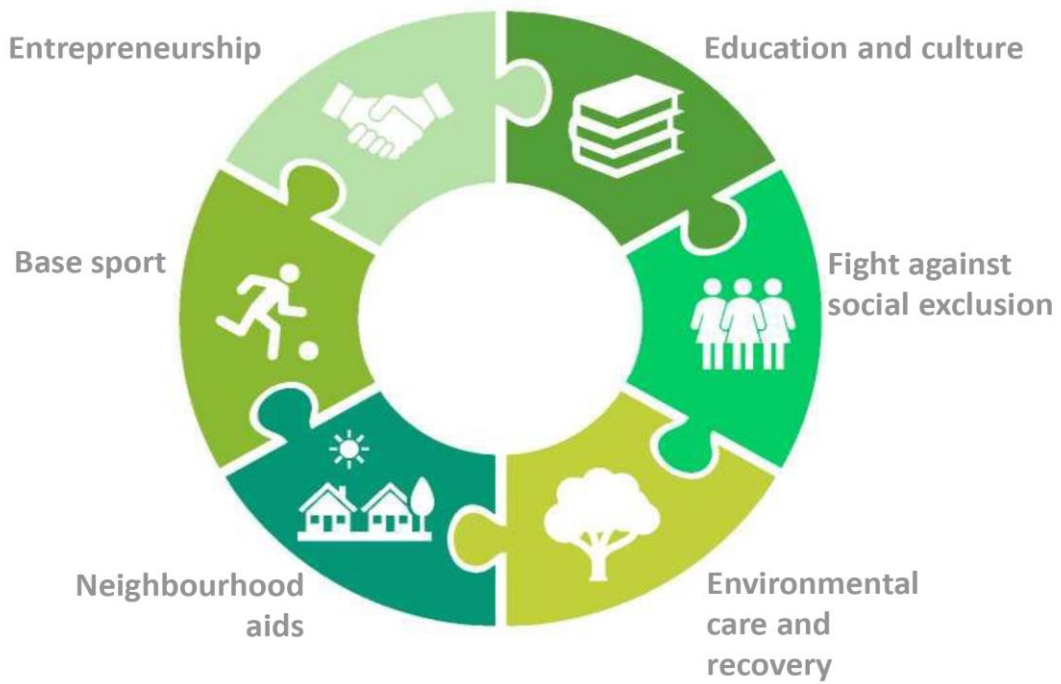 Entrepreneurship
Education and culture
Base sport
Fight against
social exclusion
Neighbourhood
aids
Environmental
care and
recovery